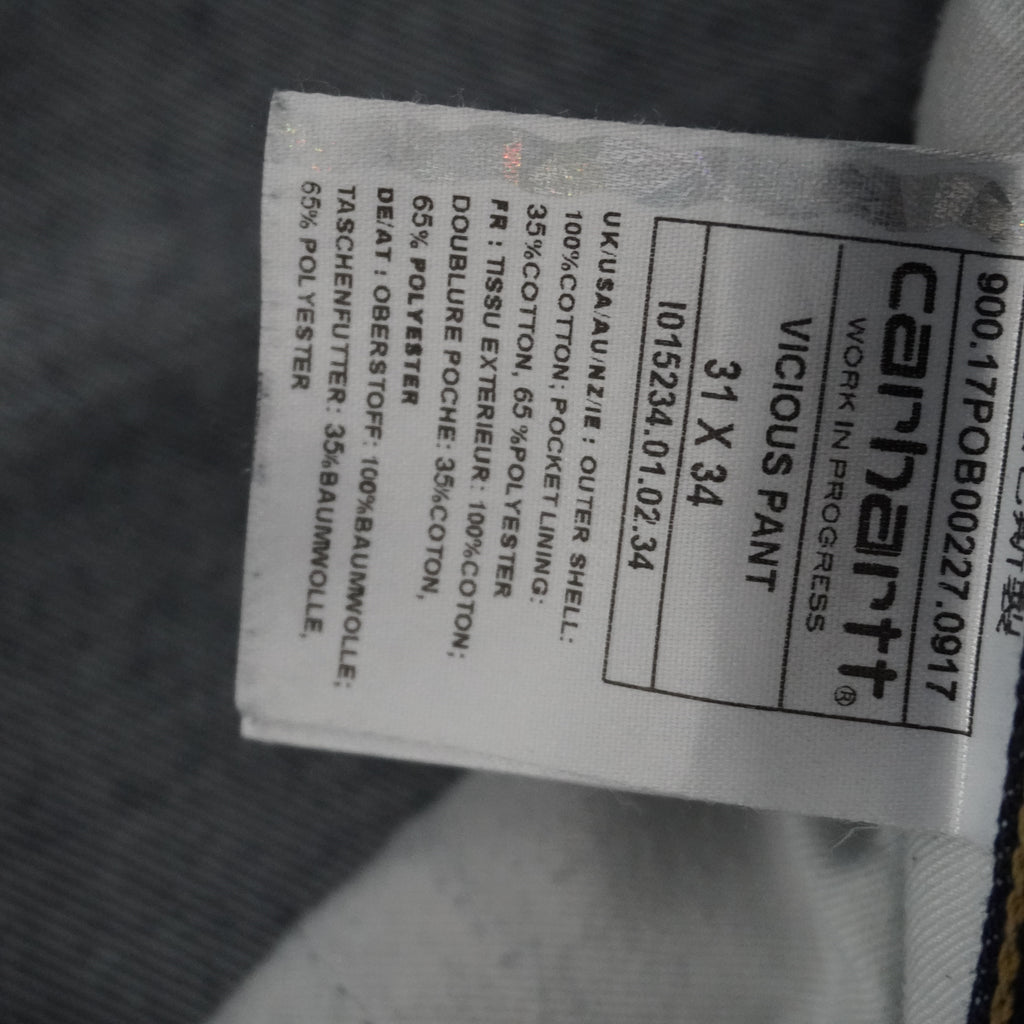 900.17POB00227.0917
carhartt®
WORK IN PROGRESS
VICIOUS PANT
31 X 34
I015234.01.02.34
UK/USA/AU/NZ/IE : OUTER SHELL:
100%COTTON; POCKET LINING:
35%COTTON, 65%POLYESTER
FR : TISSU EXTERIEUR: 100%COTON;
DOUBLURE POCHE: 35%COTON,
65% POLYESTER
DE/AT : OBERSTOFF: 100%BAUMWOLLE;
TASCHENFUTTER: 35%BAUMWOLLE,
65% POLYESTER